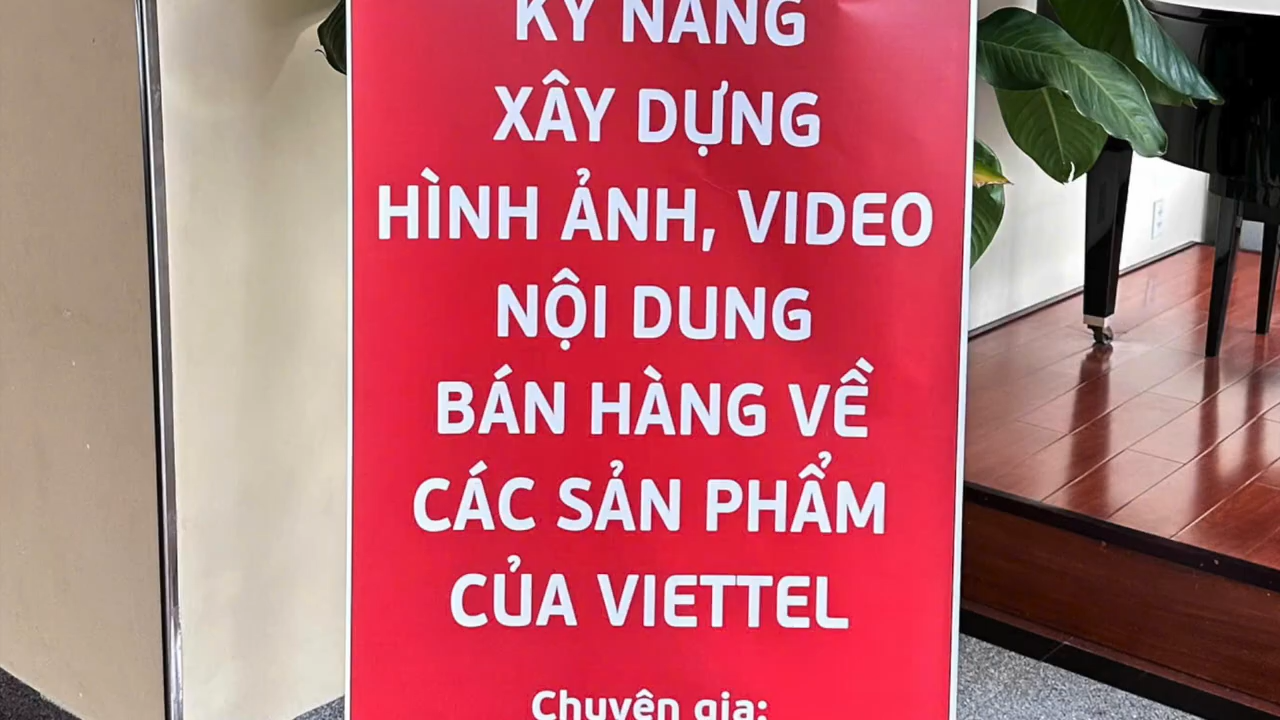 KỸ NĂNG
XÂY DỰNG
HÌNH ẢNH, VIDEO
NỘI DUNG
BÁN HÀNG VỀ
CÁC SẢN PHẨM
CỦA VIETTEL
Chuyên gia: